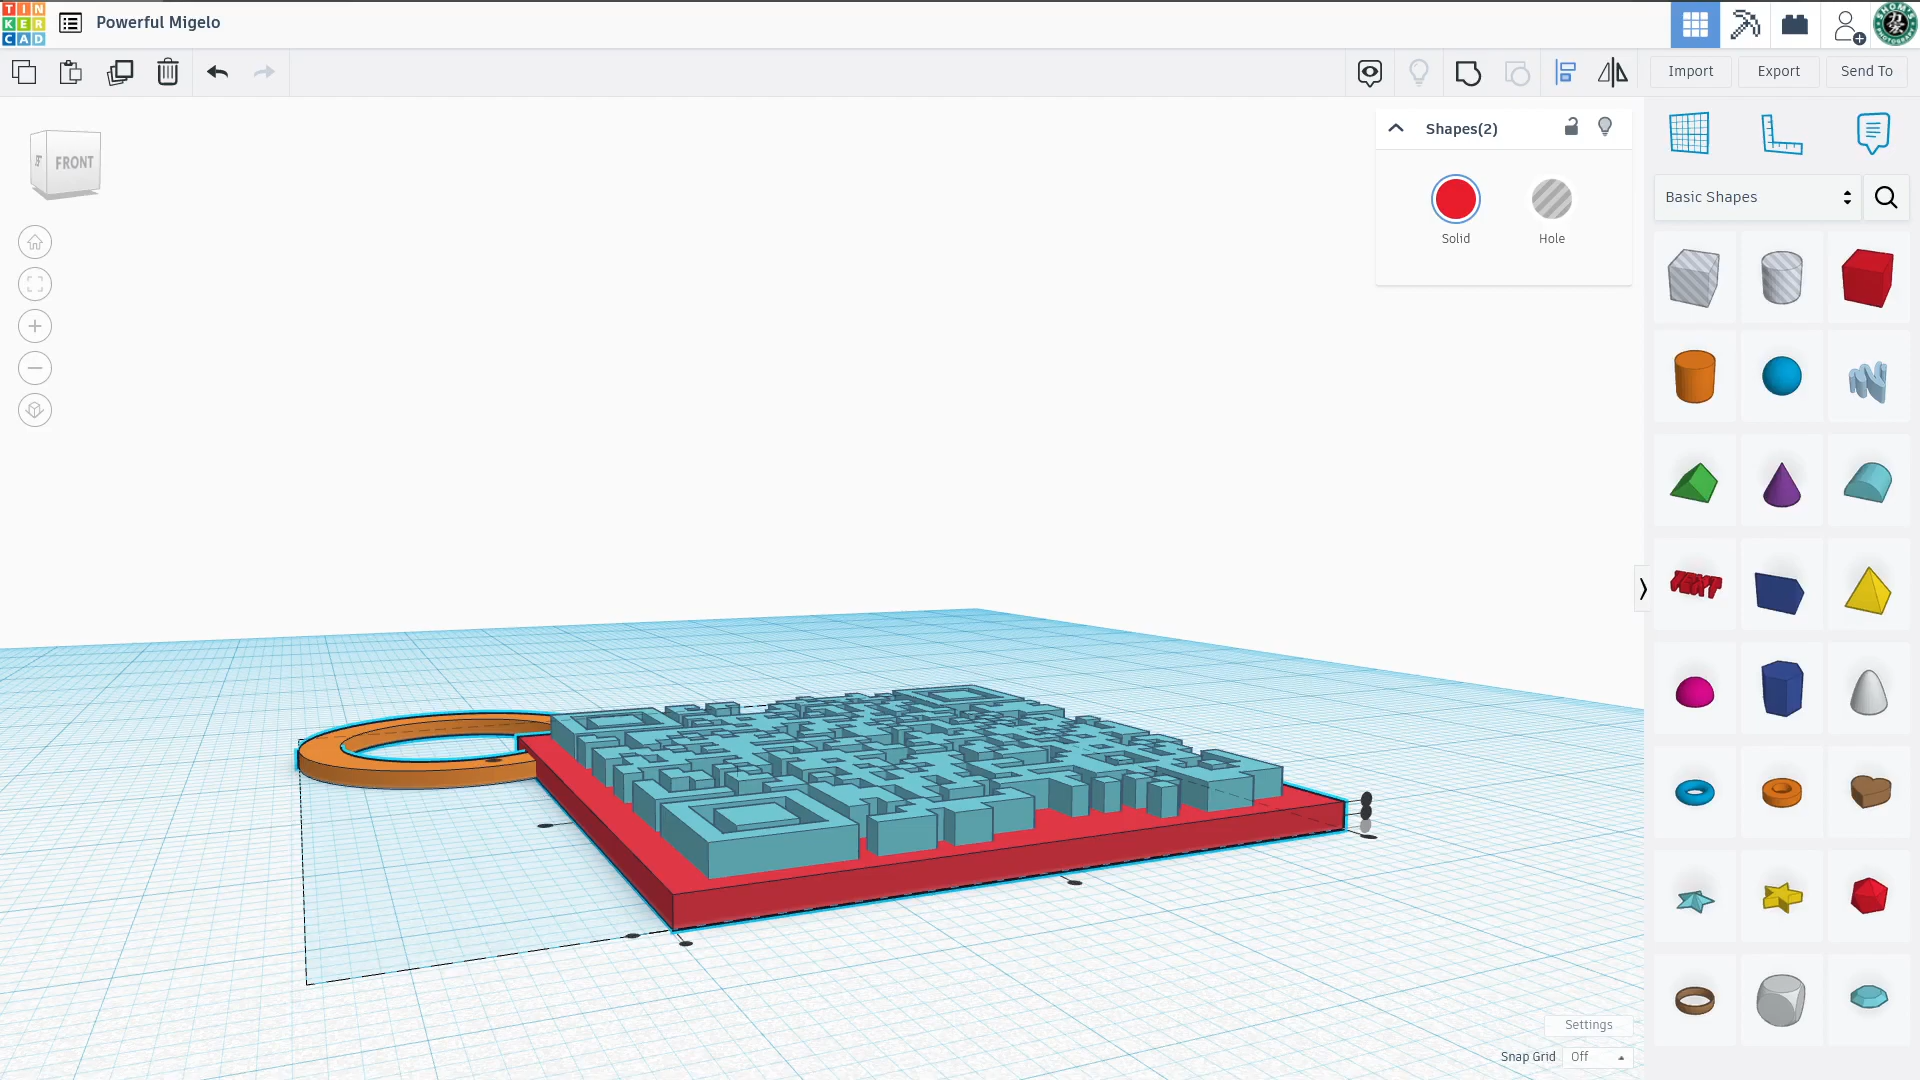 TIN
KER
CAD
Powerful Migelo
Import
Export
Send To
FRONT
Shapes(2)
Solid
Hole
Basic Shapes
TEXT
Settings
Snap Grid
Off